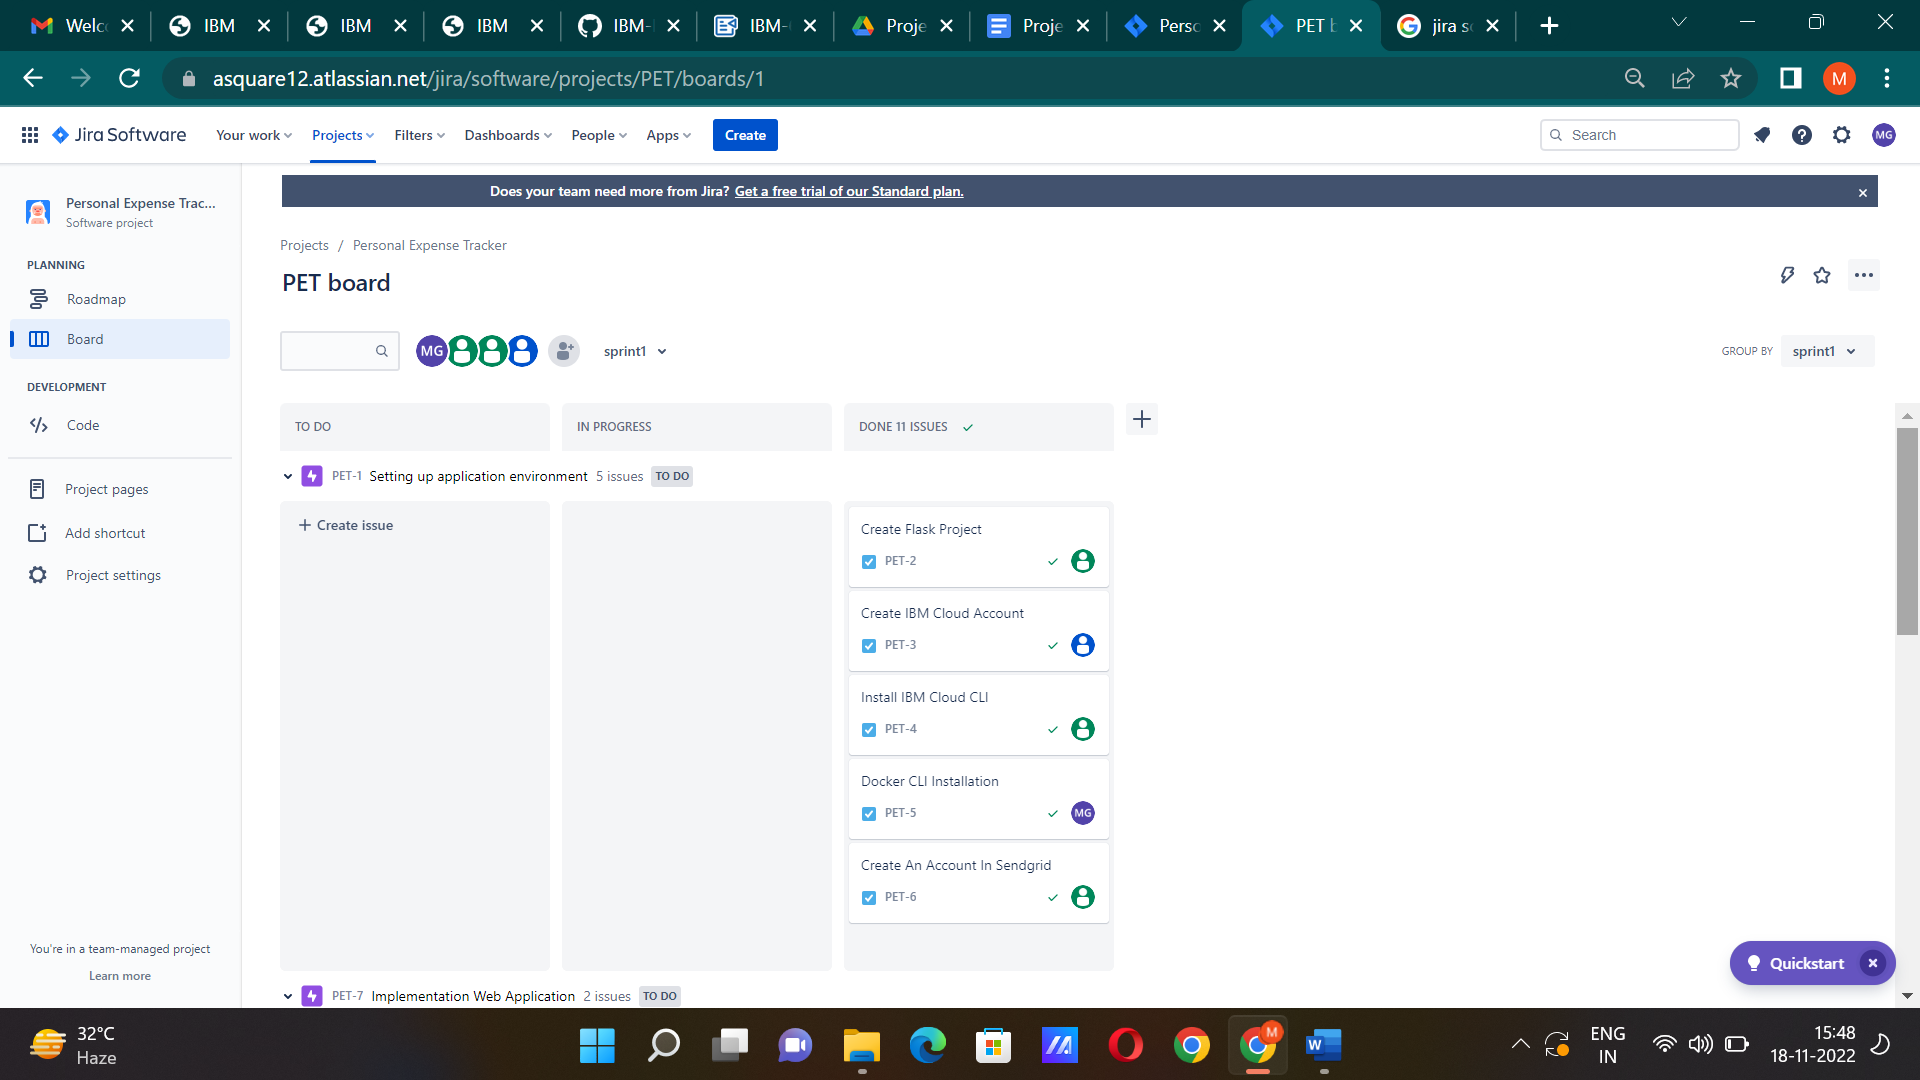 Welc
IBM
IBM
IBM
IBM-
IBM-
Proje
Proje
Perso
PET b
jira so
asquare12.atlassian.net/jira/software/projects/PET/boards/1
M
Jira Software
Your work
Projects
Filters
Dashboards
People
Apps
Create
Search
MG
Personal Expense Trac...
Software project
Does your team need more from Jira? Get a free trial of our Standard plan.
PLANNING
Roadmap
Board
DEVELOPMENT
Code
Project pages
Add shortcut
Project settings
You're in a team-managed project
Learn more
Projects / Personal Expense Tracker
PET board
MG
sprint1
GROUP BY sprint1
TO DO
IN PROGRESS
DONE 11 ISSUES
PET-1 Setting up application environment 5 issues TO DO
+ Create issue
Create Flask Project
PET-2
Create IBM Cloud Account
PET-3
Install IBM Cloud CLI
PET-4
Docker CLI Installation
PET-5
MG
Create An Account In Sendgrid
PET-6
Quickstart
PET-7 Implementation Web Application 2 issues TO DO
32°C
Haze
M
W
ENG
IN
15:48
18-11-2022